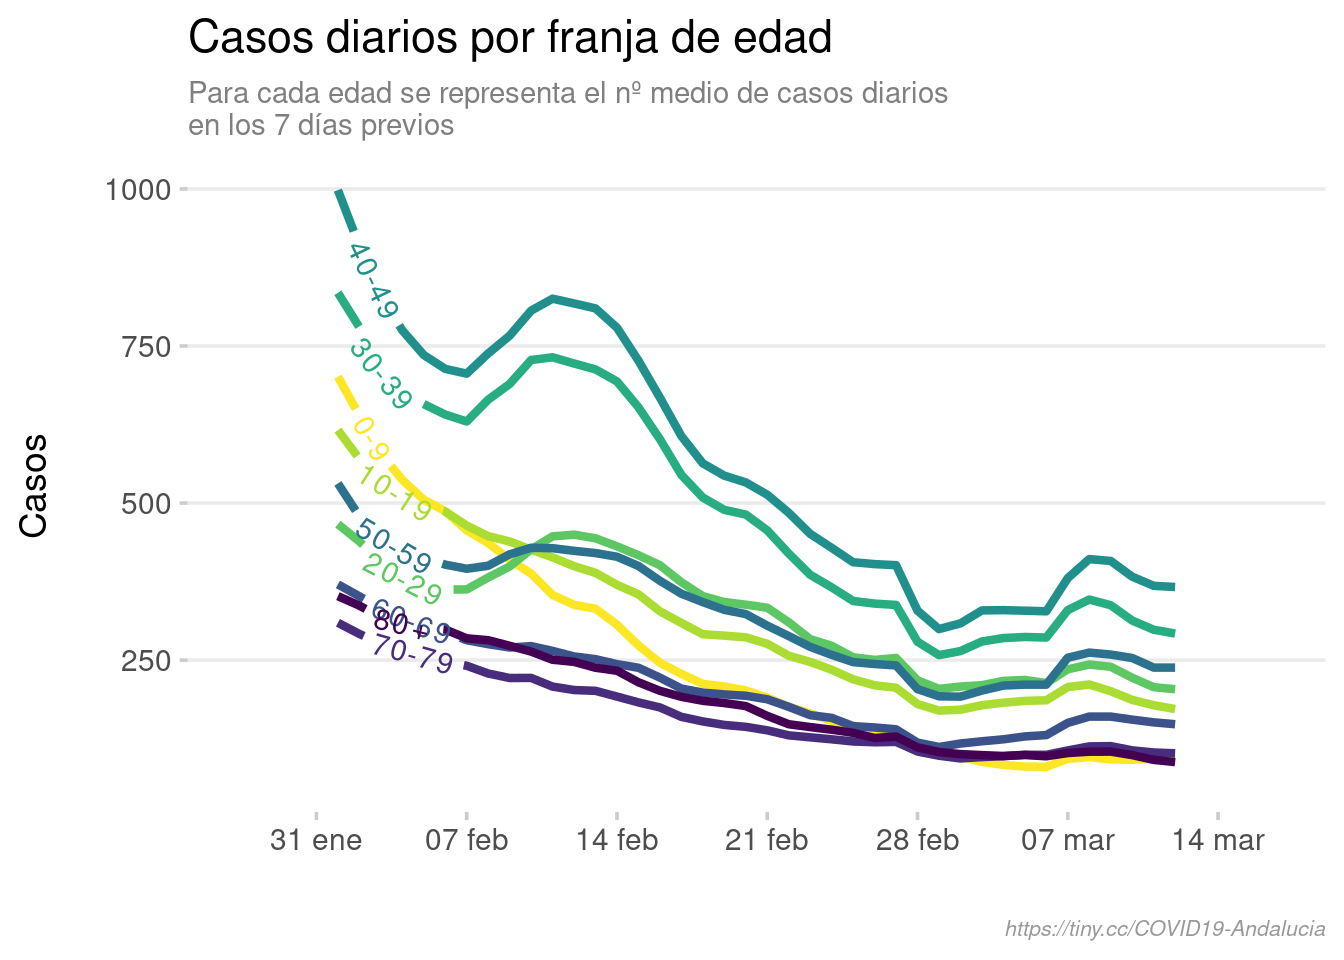 Casos diarios por franja de edad
Para cada edad se representa el nº medio de casos diarios
en los 7 días previos
1000
750
500
250
Casos
40-49
30-39
0-9
10-19
50-59
20-29
60-69
80+
70-79
31 ene
07 feb
14 feb
21 feb
28 feb
07 mar
14 mar
https://tiny.cc/COVID19-Andalucia